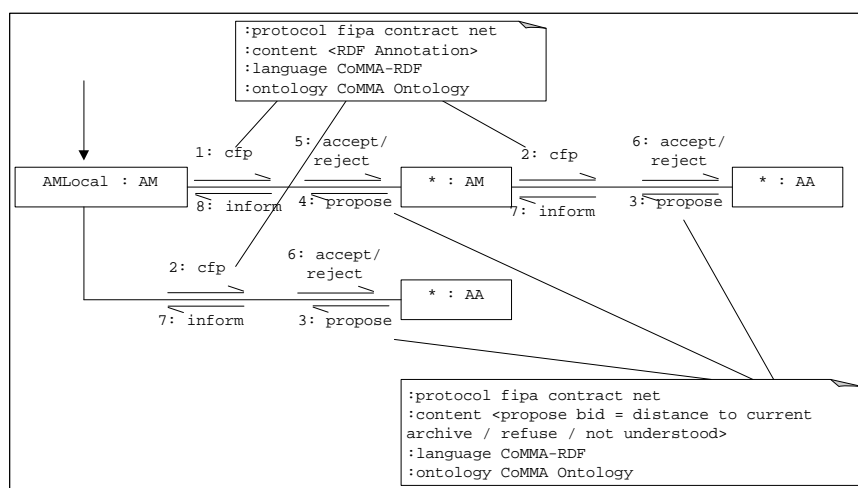 :protocol fipa contract net
:content <RDF Annotation>
:language CoMMA-RDF
:ontology CoMMA Ontology
1: cfp
5: accept/
reject
2: cfp
6: accept/
reject
AMLocal : AM
* : AM
* : AA
8: inform
4: propose
7: inform
3: propose
2: cfp
6: accept/
reject
* : AA
7: inform
3: propose
:protocol fipa contract net
:content <propose bid = distance to current
archive / refuse / not understood>
:language CoMMA-RDF
:ontology CoMMA Ontology